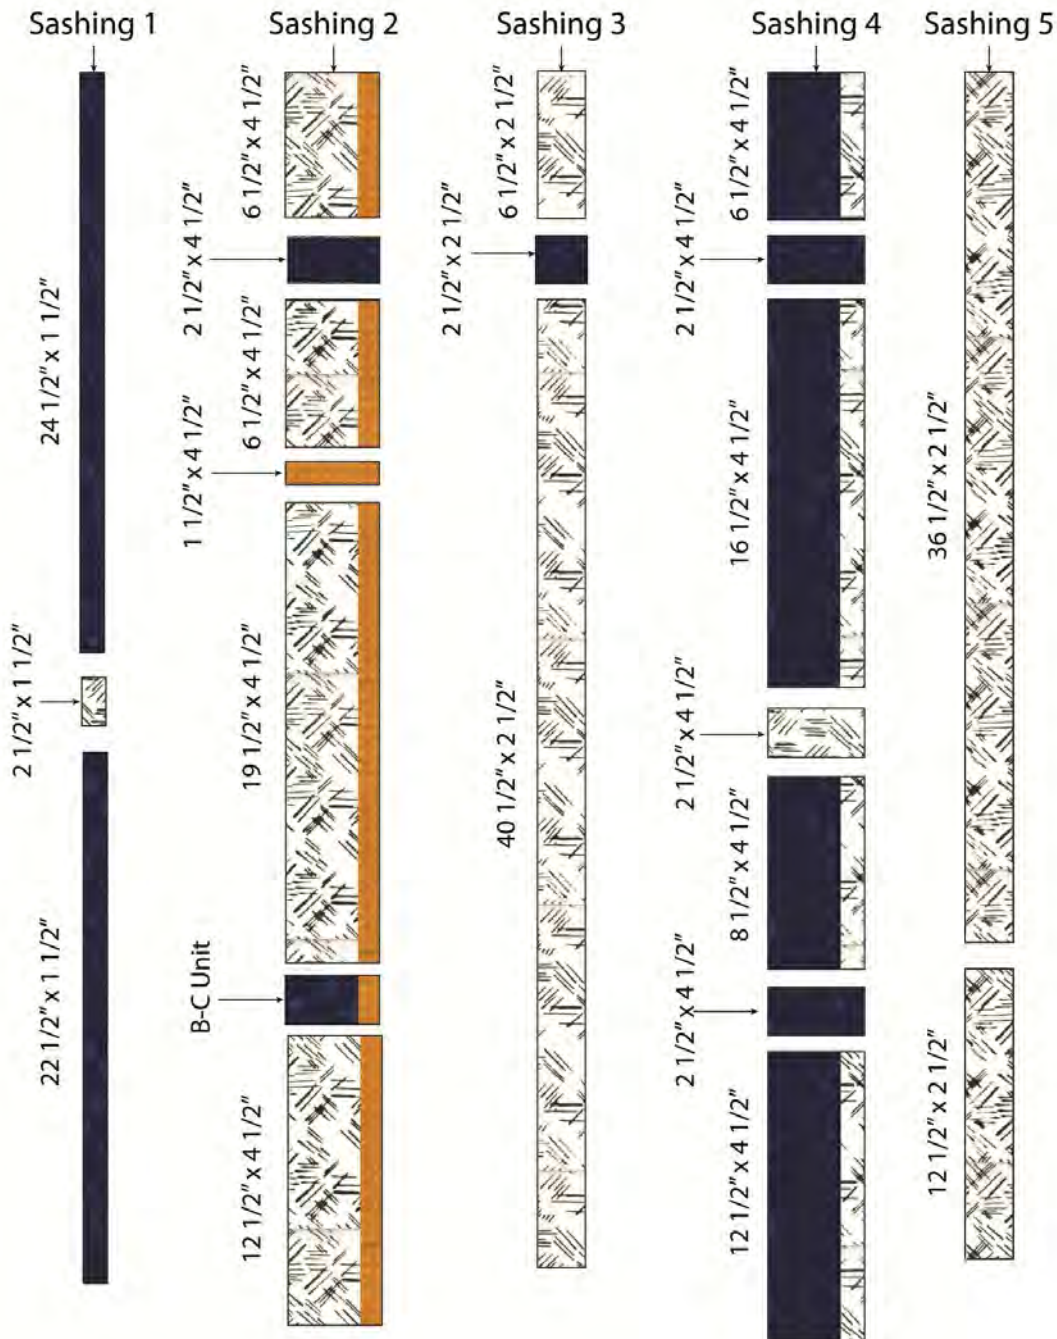 Sashing 1
24 1/2” x 1 1/2”
2 1/2” x 1 1/2”
22 1/2” x 1 1/2”
Sashing 2
6 1/2” x 4 1/2”
2 1/2” x 4 1/2”
6 1/2” x 4 1/2”
1 1/2” x 4 1/2”
19 1/2” x 4 1/2”
B-C Unit
12 1/2” x 4 1/2”
Sashing 3
6 1/2” x 2 1/2”
2 1/2” x 2 1/2”
40 1/2” x 2 1/2”
Sashing 4
6 1/2” x 4 1/2”
2 1/2” x 4 1/2”
16 1/2” x 4 1/2”
2 1/2” x 4 1/2”
8 1/2” x 4 1/2”
2 1/2” x 4 1/2”
12 1/2” x 4 1/2”
Sashing 5
36 1/2” x 2 1/2”
12 1/2” x 2 1/2”